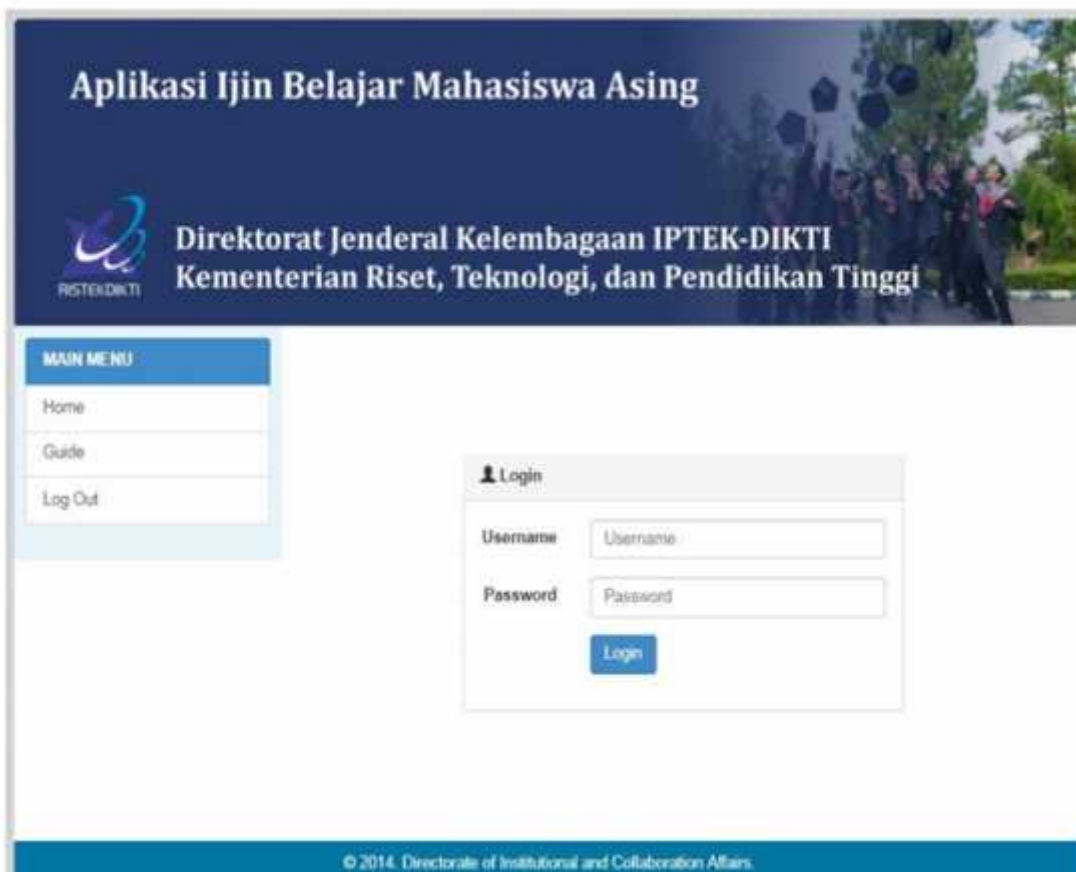 Aplikasi Ijin Belajar Mahasiswa Asing
RISTEKDIKTI
Direktorat Jenderal Kelembagaan IPTEK-DIKTI
Kementerian Riset, Teknologi, dan Pendidikan Tinggi
MAIN MENU
Home
Guide
Log Out
Login
Username Username
Password Password
Login
© 2014. Directorate of Institutional and Collaboration Affairs.